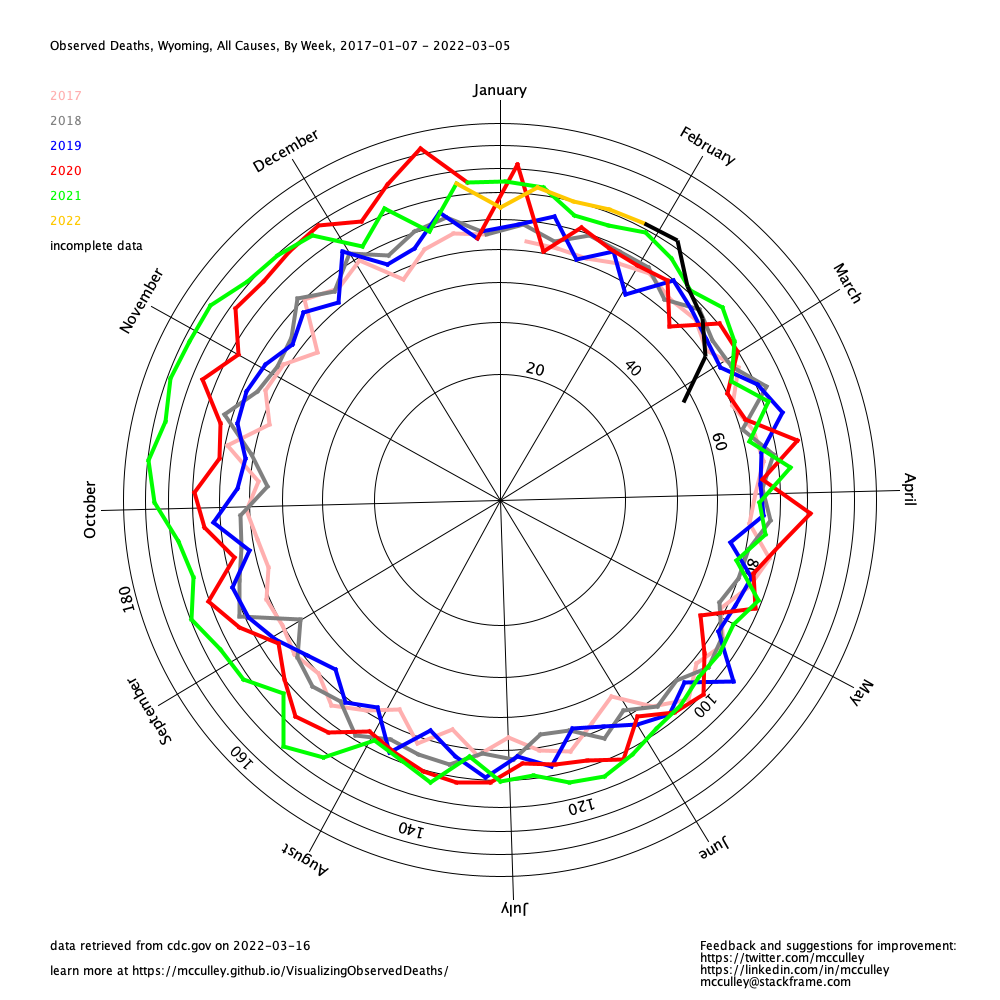 Observed Deaths, Wyoming, All Causes, By Week, 2017-01-07 - 2022-03-05
January
2017
2018
2019
2020
2021
2022
incomplete data
December
February
November
March
20
40
60
October
April
80
180
September
May
100
160
120
140
August
June
July
data retrieved from cdc.gov on 2022-03-16
learn more at https://mcculley.github.io/VisualizingObservedDeaths/
Feedback and suggestions for improvement:
https://twitter.com/mcculley
https://linkedin.com/in/mcculley
mcculley@stackframe.com